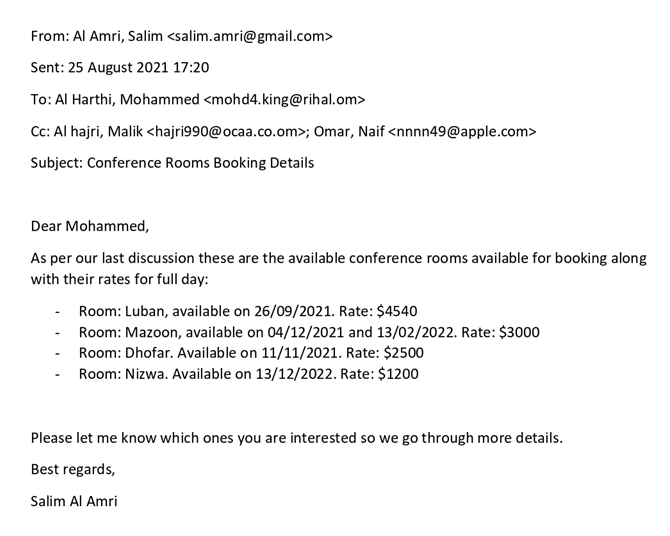 From: Al Amri, Salim <salim.amri@gmail.com>
Sent: 25 August 2021 17:20
To: Al Harthi, Mohammed <mohd4.king@rihal.om>
Cc: Al hajri, Malik <hajri990@ocaa.co.om>; Omar, Naif <nnnn49@apple.com>
Subject: Conference Rooms Booking Details
Dear Mohammed,
As per our last discussion these are the available conference rooms available for booking along
with their rates for full day:
- Room: Luban, available on 26/09/2021. Rate: $4540
- Room: Mazoon, available on 04/12/2021 and 13/02/2022. Rate: $3000
- Room: Dhofar. Available on 11/11/2021. Rate: $2500
- Room: Nizwa. Available on 13/12/2022. Rate: $1200
Please let me know which ones you are interested so we go through more details.
Best regards,
Salim Al Amri